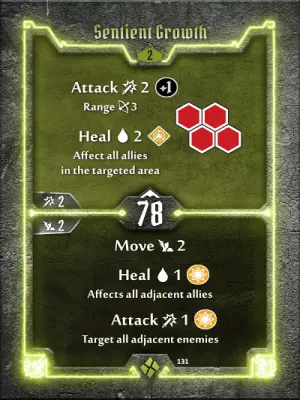 Sentient Growth
2
Attack 2 +1
Range 3
Heal 2
Affect all allies
in the targeted area
2
78
2
Move 2
Heal 1
Affects all adjacent allies
Attack 1
Target all adjacent enemies
131